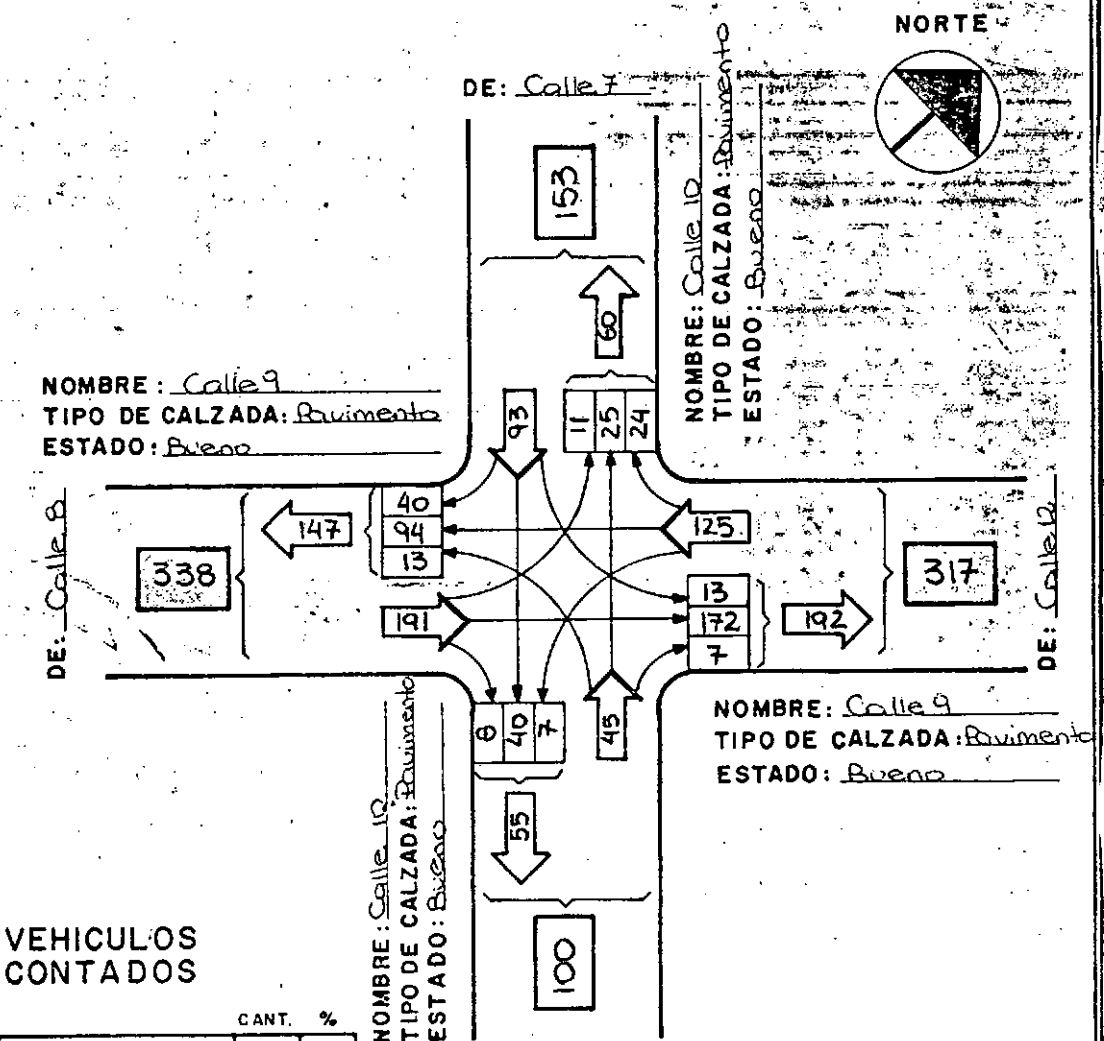 NORTE
DE: Calle 7
153
60
NOMBRE: Calle 10
TIPO DE CALZADA: Pavimento
ESTADO: Bueno
NOMBRE: Calle 9
TIPO DE CALZADA: Pavimento
ESTADO: Bueno
93
11
25
24
DE: Calle 8
338
147
40
94
13
125
191
13
172
7
192
317
DE: Calle 12
8
40
7
45
NOMBRE: Calle 9
TIPO DE CALZADA: Pavimento
ESTADO: Bueno
55
NOMBRE: Calle 10
TIPO DE CALZADA: Pavimento
ESTADO: Bueno
100
VEHICULOS
CONTADOS
CANT. %